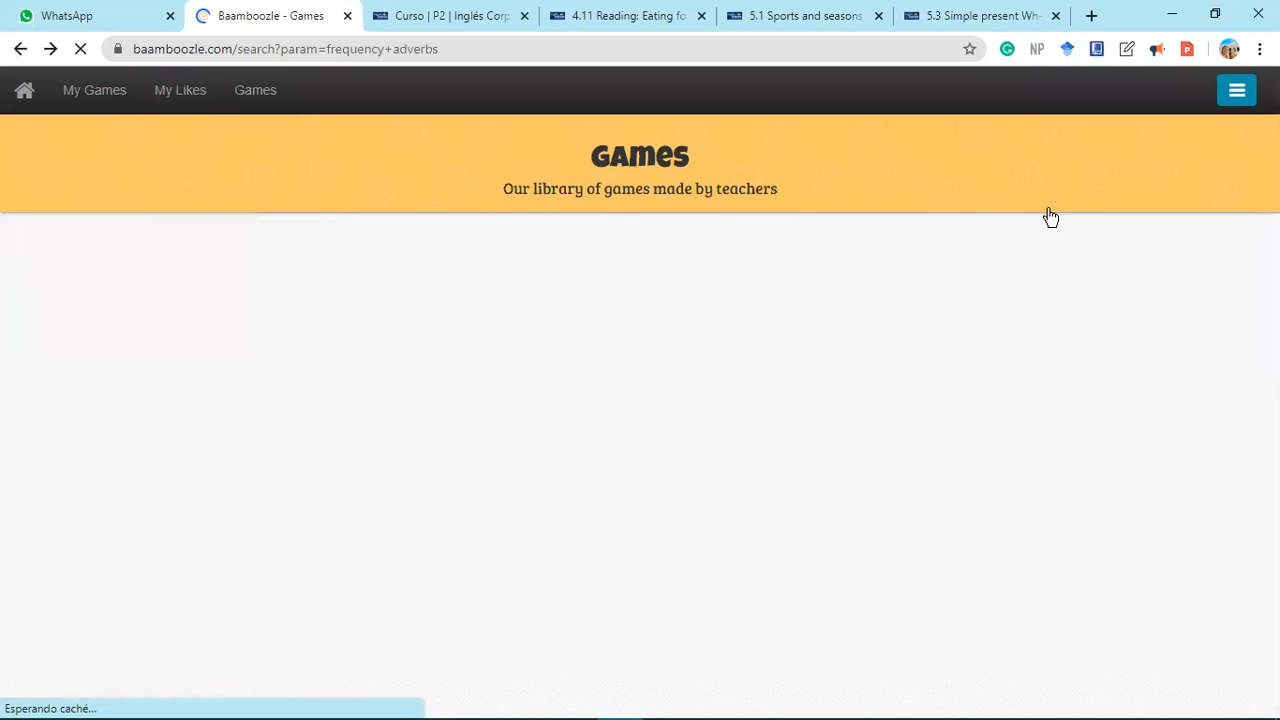 WhatsApp
Baamboozle - Games
Curso | P2 | Inglés Corp
4.11 Reading: Eating fo
5.1 Sports and seasons
5.3 Simple present Wh-
baamboozle.com/search?param=frequency+adverbs
NP
My Games
My Likes
Games
Games
Our library of games made by teachers
Esperando caché...